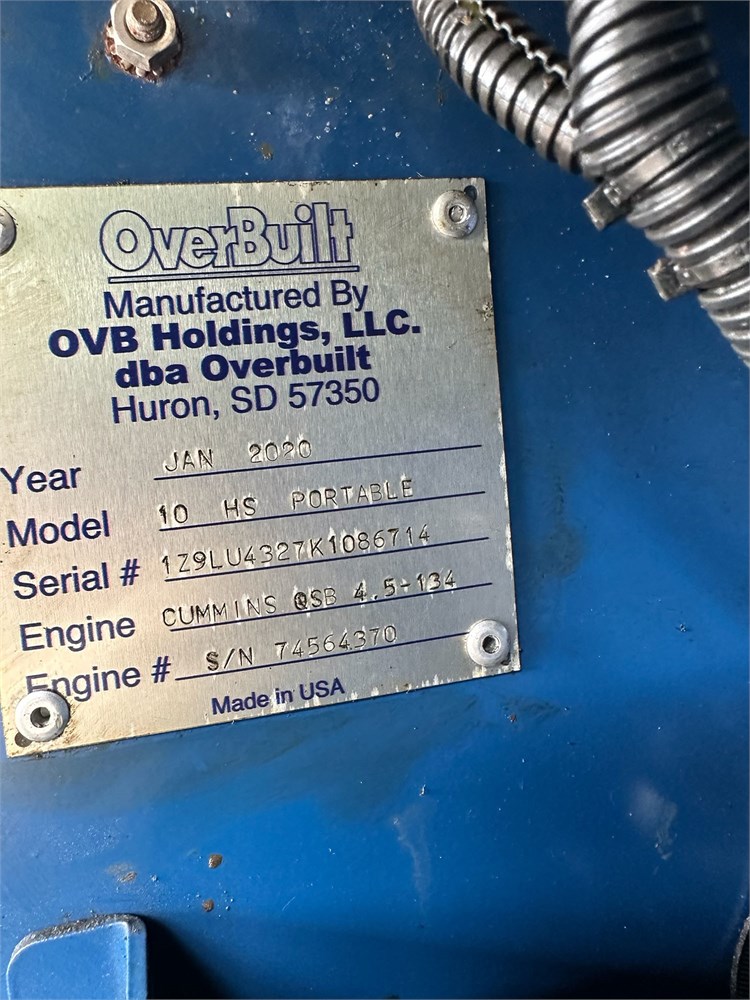 OverBuilt
Manufactured By
OVB Holdings, LLC.
dba Overbuilt
Huron, SD 57350
Year JAN 2020
Model 10 HS PORTABLE
Serial # 1Z9LU4327K1086714
Engine CUMMINS QSB 4.5-134
Engine # S/N 74564370
Made in USA